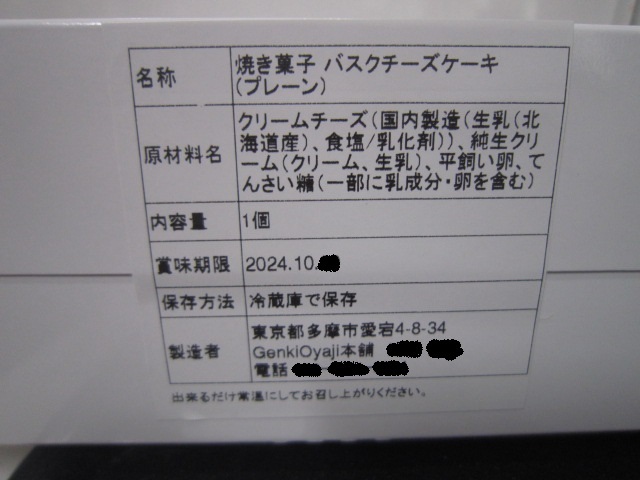 名称
焼き菓子 バスクチーズケーキ
(プレーン)
原材料名
クリームチーズ(国内製造(生乳(北
海道産)、食塩/乳化剤))、純生クリ
ーム(クリーム、生乳)、平飼い卵、て
んさい糖(一部に乳成分・卵を含む)
内容量
1個
賞味期限
2024.10.
保存方法
冷蔵庫で保存
製造者
東京都多摩市愛宕4-8-34
GenkiOyaji本舗
電話
出来るだけ常温にしてお召し上がりください。